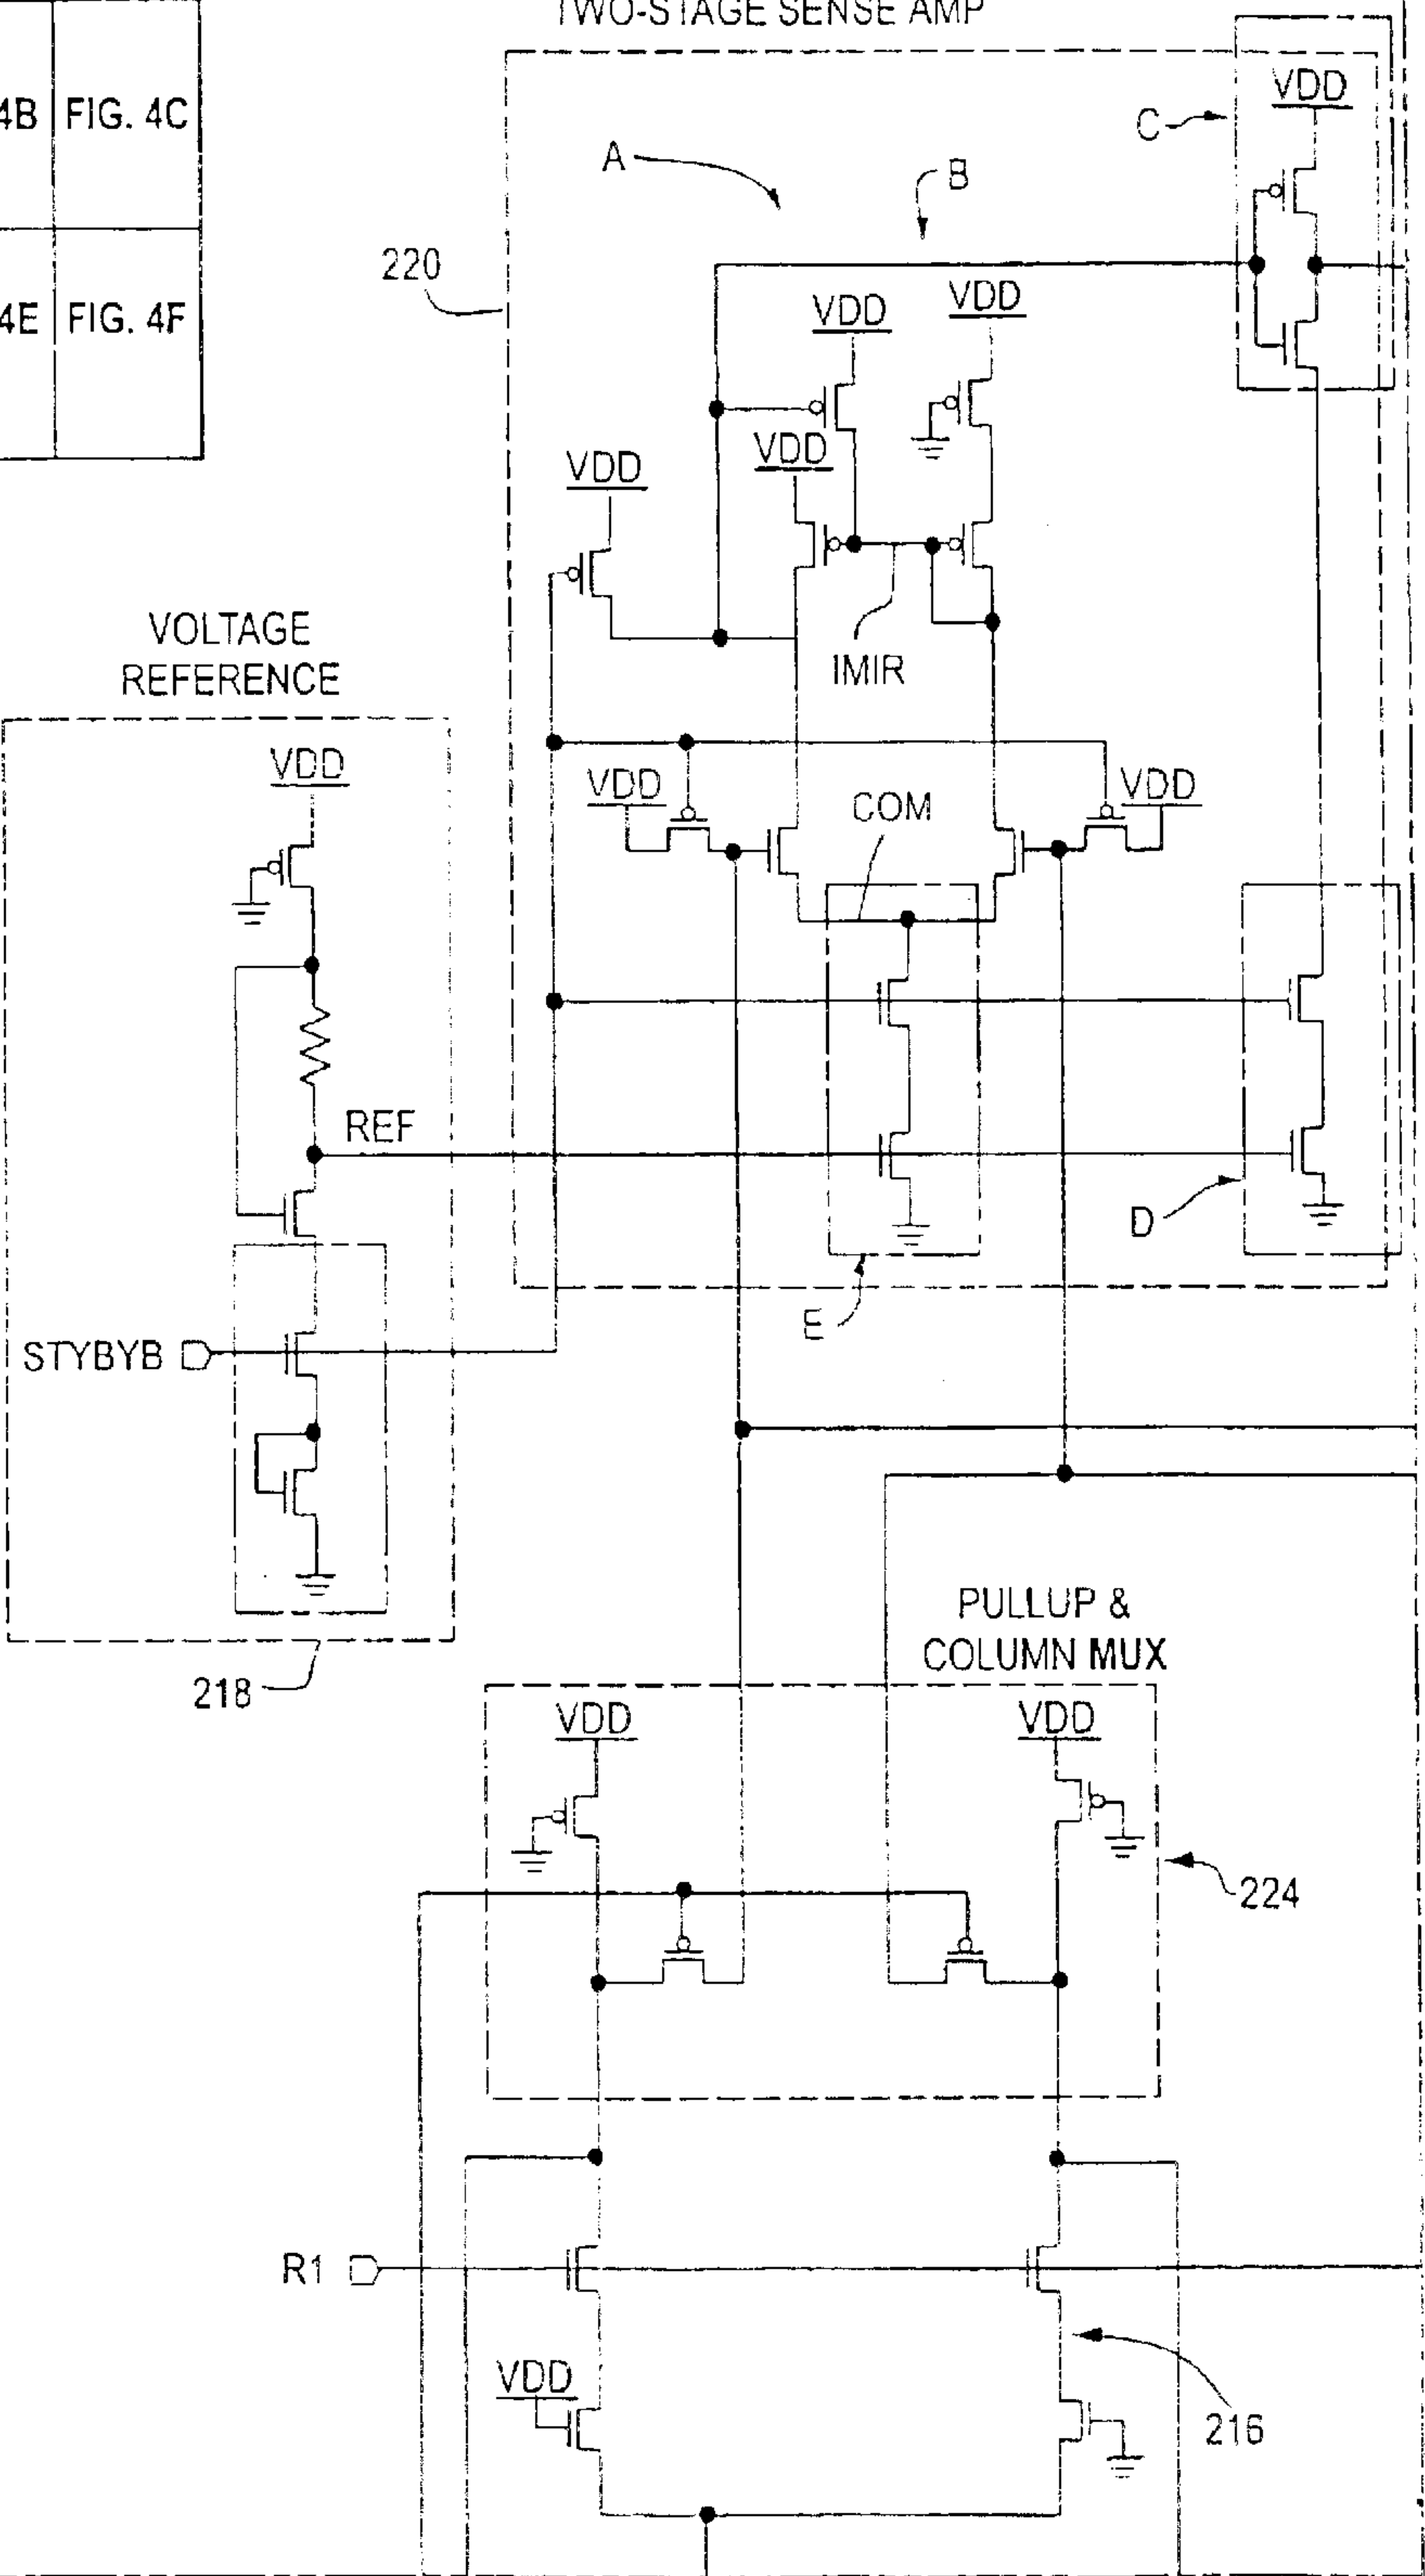 TWO-STAGE SENSE AMP
4B FIG. 4C
4E FIG. 4F
VDD
C
A
B
220
VDD
VDD
VDD
VDD
IMIR
VOLTAGE
REFERENCE
VDD
VDD
COM
VDD
REF
D
E
STYBYB
218
PULLUP &
COLUMN MUX
VDD
VDD
224
R1
VDD
216